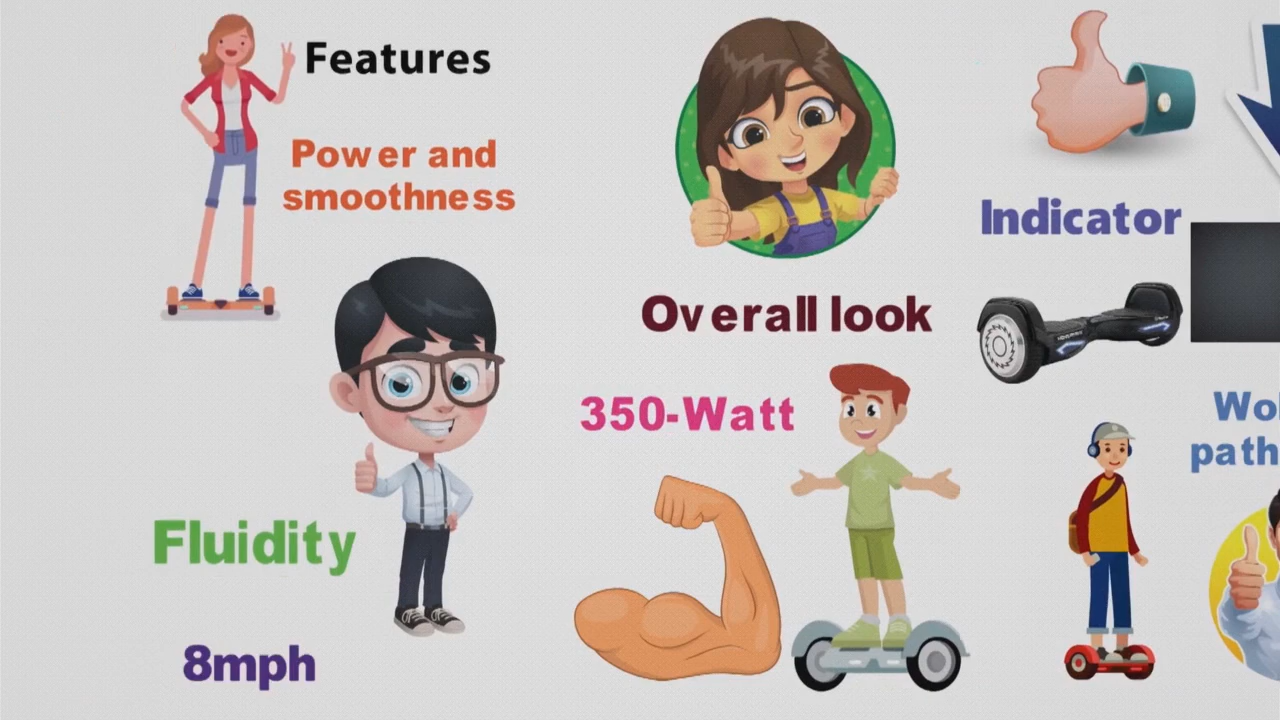 Features
Power and
smoothness
Indicator
Overall look
350-Watt
Fluidity
8mph